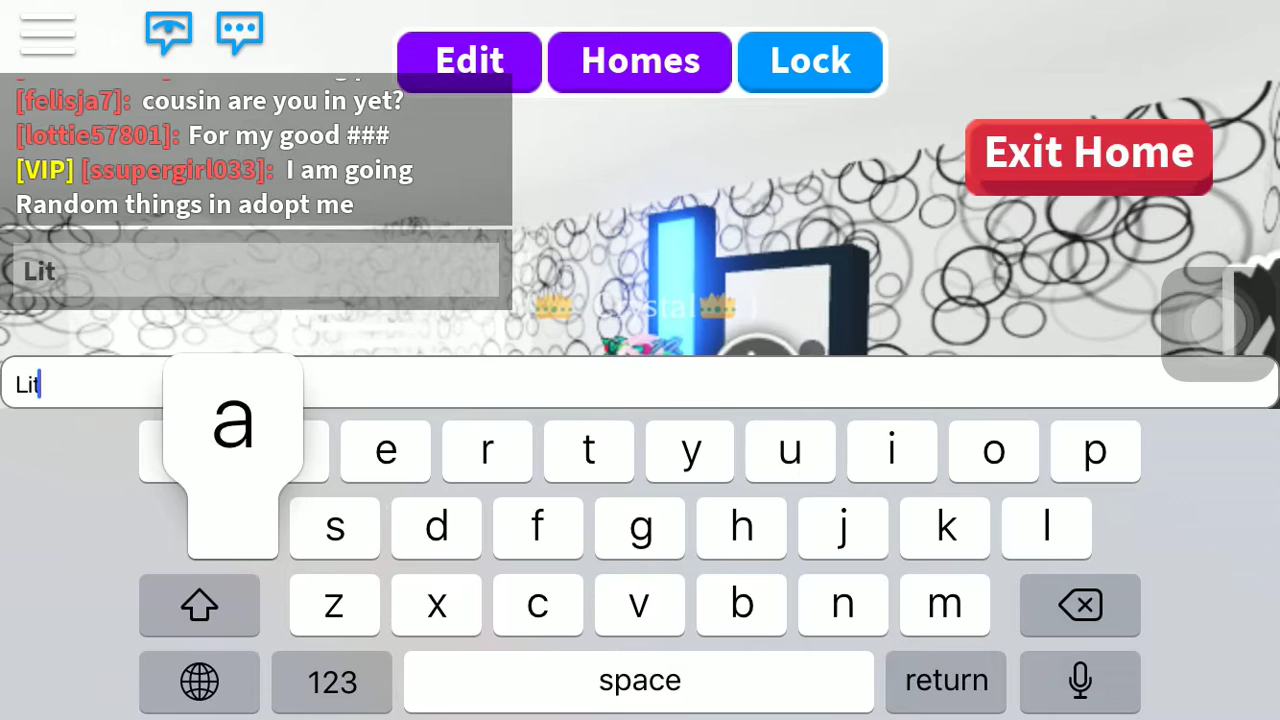 Edit Homes Lock
[felisja7]: cousin are you in yet?
[lottie57801]: For my good ###
[VIP] [ssupergirl033]: I am going
Random things in adopt me
Exit Home
Lit
Lit
a
e r t y u i o p
s d f g h j k l
z x c v b n m
123 space return